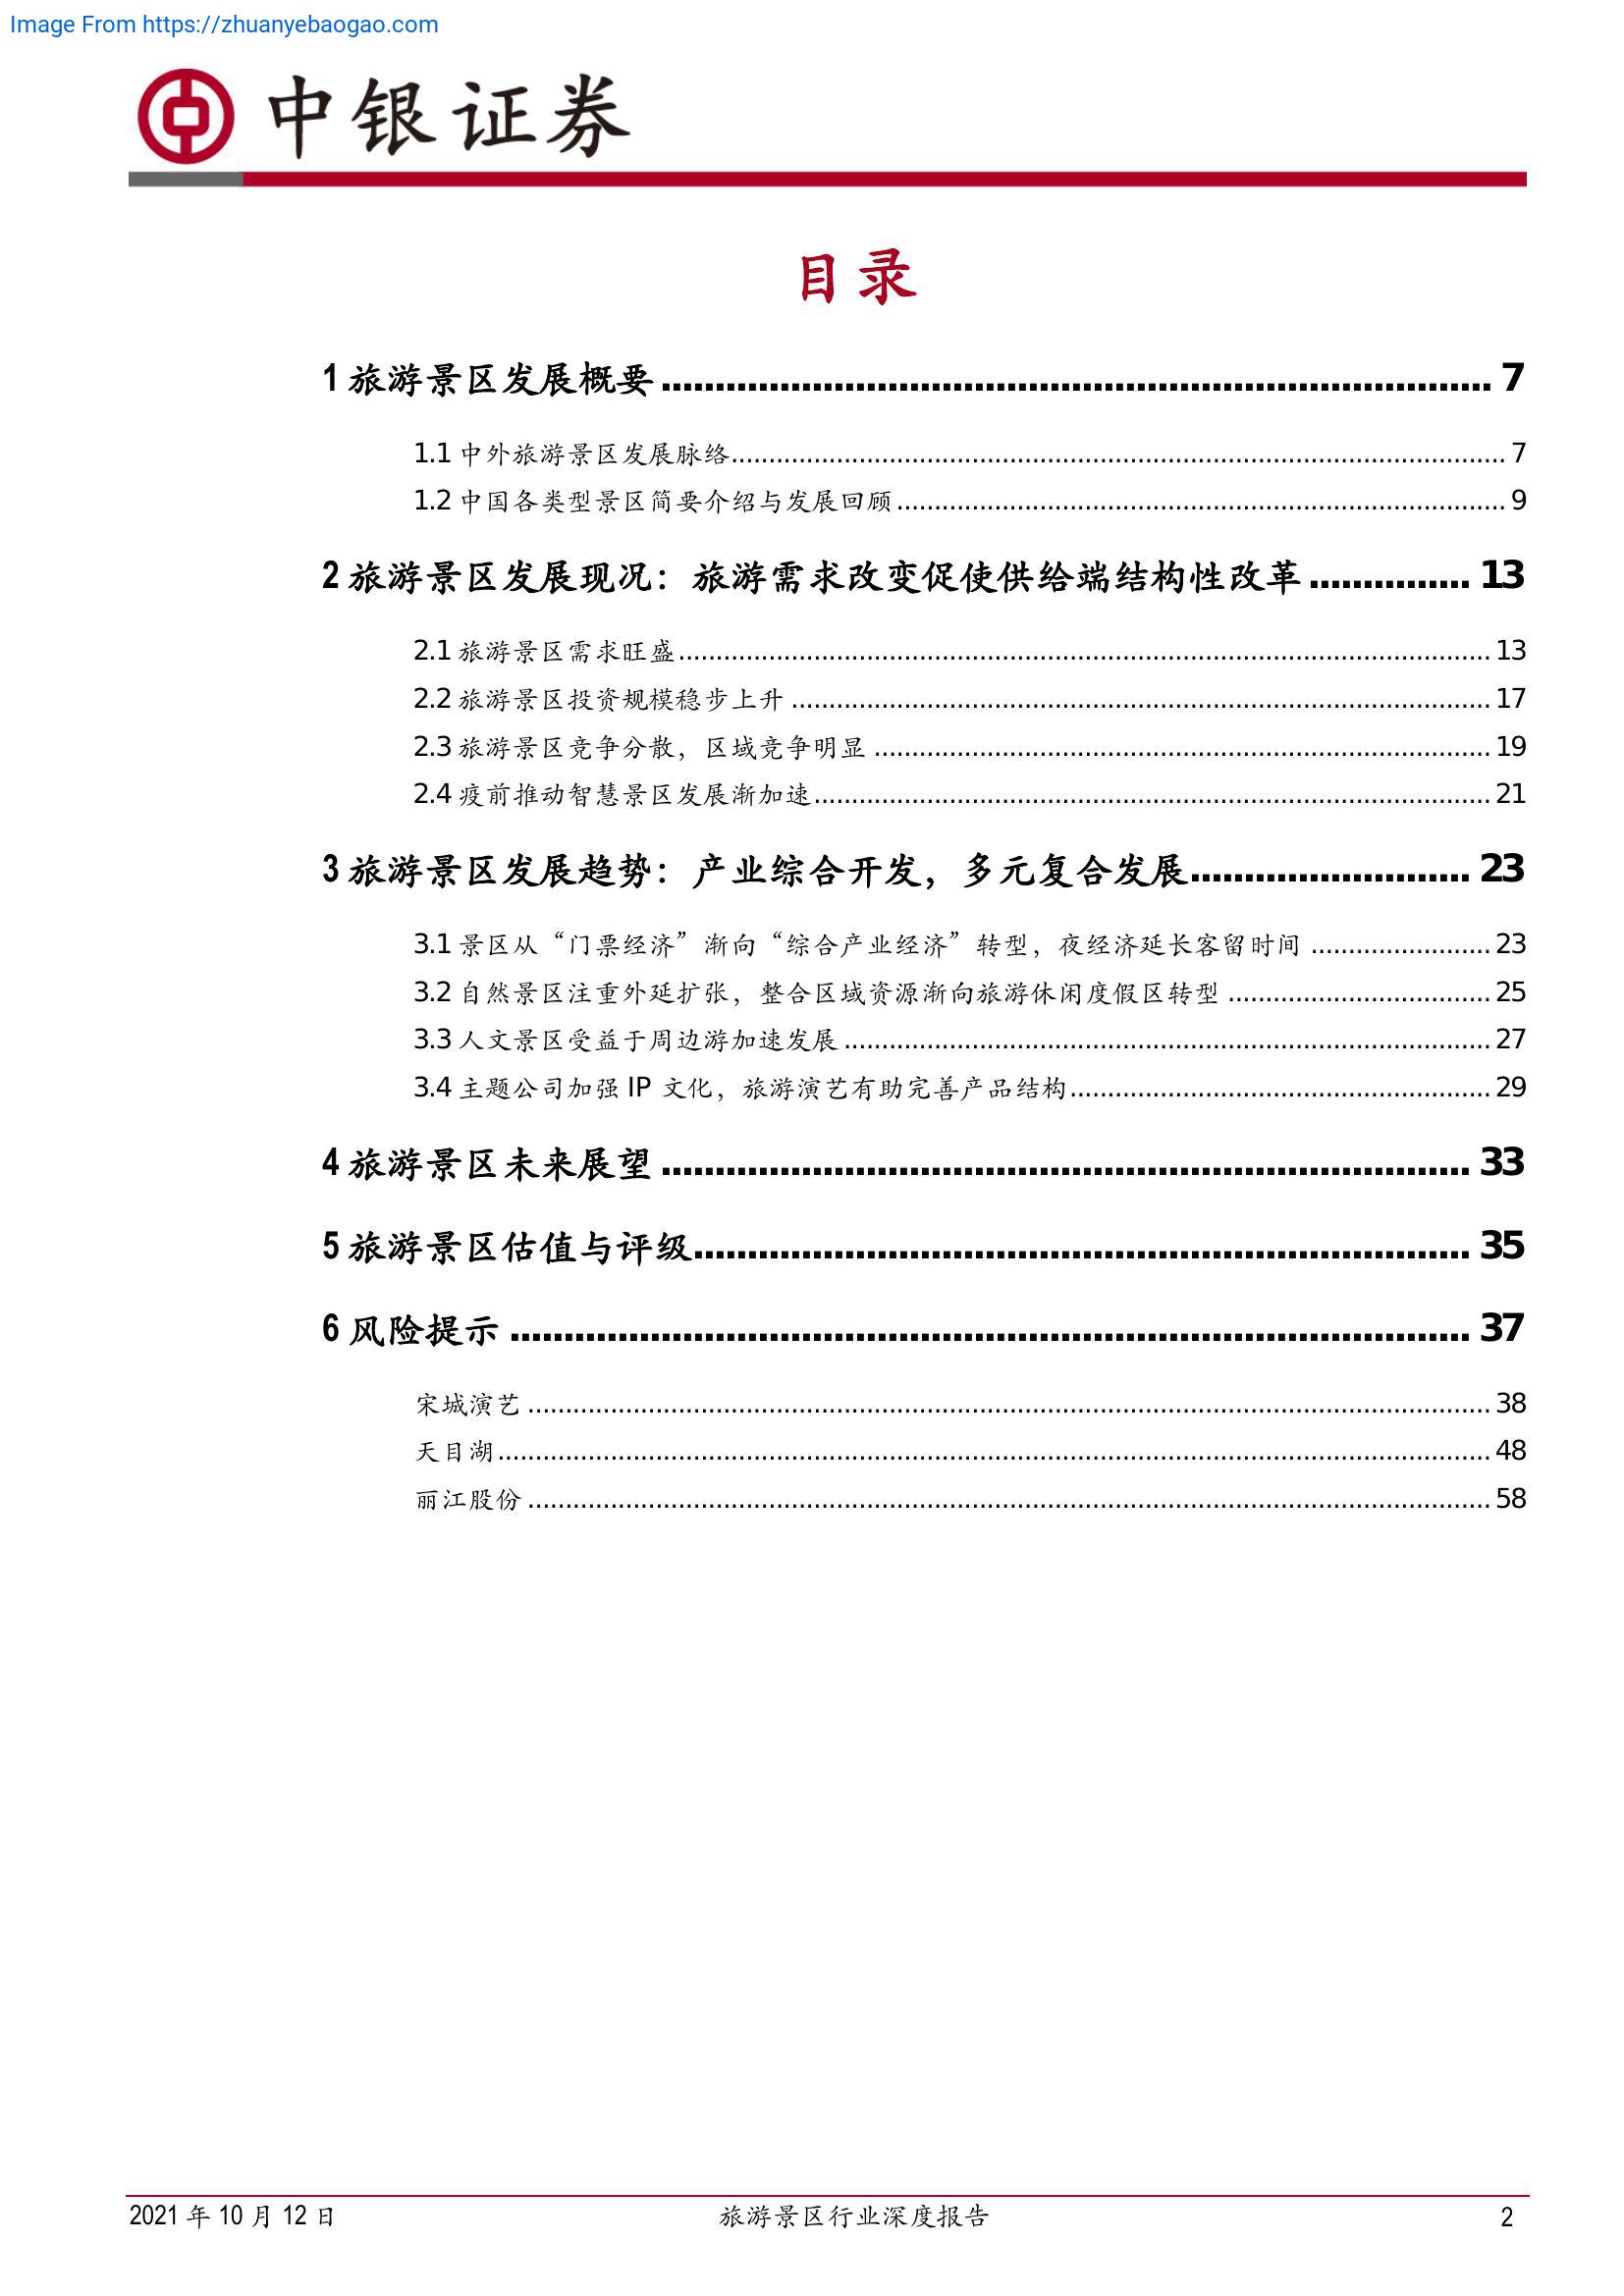 Image From https://zhuanyebaogao.com
中银证券
目录
1 旅游景区发展概要 ........ 7
1.1 中外旅游景区发展脉络 ........ 7
1.2 中国各类型景区简要介绍与发展回顾 ........ 9
2 旅游景区发展现况：旅游需求改变促使供给端结构性改革 ........ 13
2.1 旅游景区需求旺盛 ........ 13
2.2 旅游景区投资规模稳步上升 ........ 17
2.3 旅游景区竞争分散，区域竞争明显 ........ 19
2.4 疫前推动智慧景区发展渐加速 ........ 21
3 旅游景区发展趋势：产业综合开发，多元复合发展 ........ 23
3.1 景区从“门票经济”渐向“综合产业经济”转型，夜经济延长客留时间 ........ 23
3.2 自然景区注重外延扩张，整合区域资源渐向旅游休闲度假区转型 ........ 25
3.3 人文景区受益于周边游加速发展 ........ 27
3.4 主题公司加强 IP 文化，旅游演艺有助完善产品结构 ........ 29
4 旅游景区未来展望 ........ 33
5 旅游景区估值与评级 ........ 35
6 风险提示 ........ 37
宋城演艺 ........ 38
天目湖 ........ 48
丽江股份 ........ 58
2021 年 10 月 12 日 旅游景区行业深度报告 2